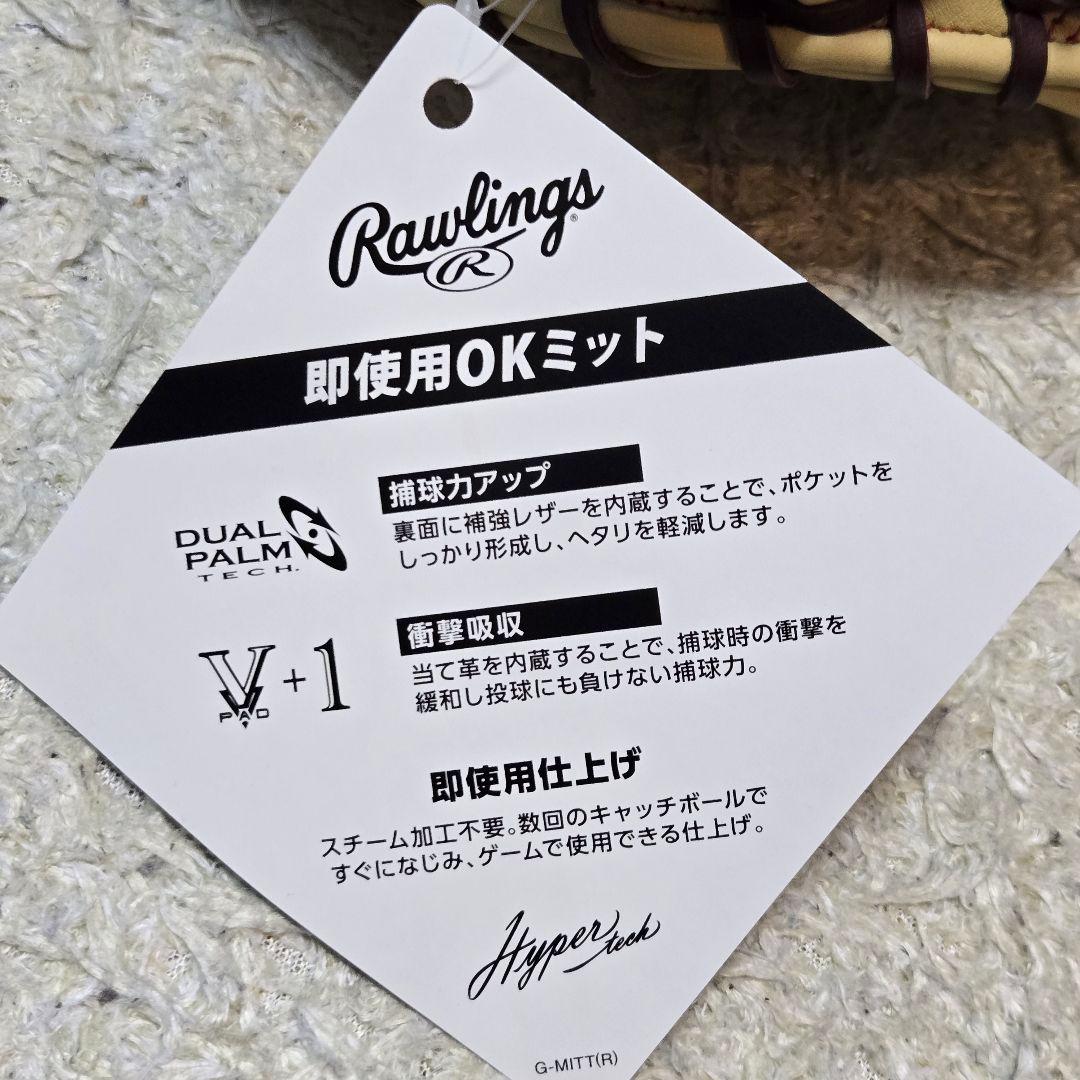 Rawlings®
R
即使用OKミット
捕球力アップ
裏面に補強レザーを内蔵することで、ポケットを
しっかり形成し、ヘタリを軽減します。
DUAL
PALM
TECH.
衝撃吸収
当て革を内蔵することで、捕球時の衝撃を
緩和し投球にも負けない捕球力。
V+1
PAD
即使用仕上げ
スチーム加工不要。数回のキャッチボールで
すぐになじみ、ゲームで使用できる仕上げ。
Hyper tech
G-MITT(R)